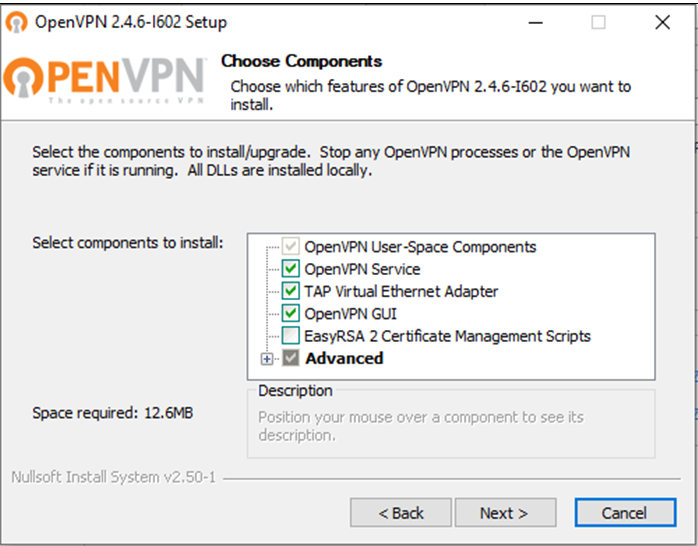 OpenVPN 2.4.6-I602 Setup
OPENVPN
The open source VPN
Choose Components
Choose which features of OpenVPN 2.4.6-I602 you want to
install.
Select the components to install/upgrade. Stop any OpenVPN processes or the OpenVPN
service if it is running. All DLLs are installed locally.
Select components to install:
OpenVPN User-Space Components
OpenVPN Service
TAP Virtual Ethernet Adapter
OpenVPN GUI
EasyRSA 2 Certificate Management Scripts
Advanced
Space required: 12.6MB
Description
Position your mouse over a component to see its
description.
Nullsoft Install System v2.50-1
< Back
Next >
Cancel